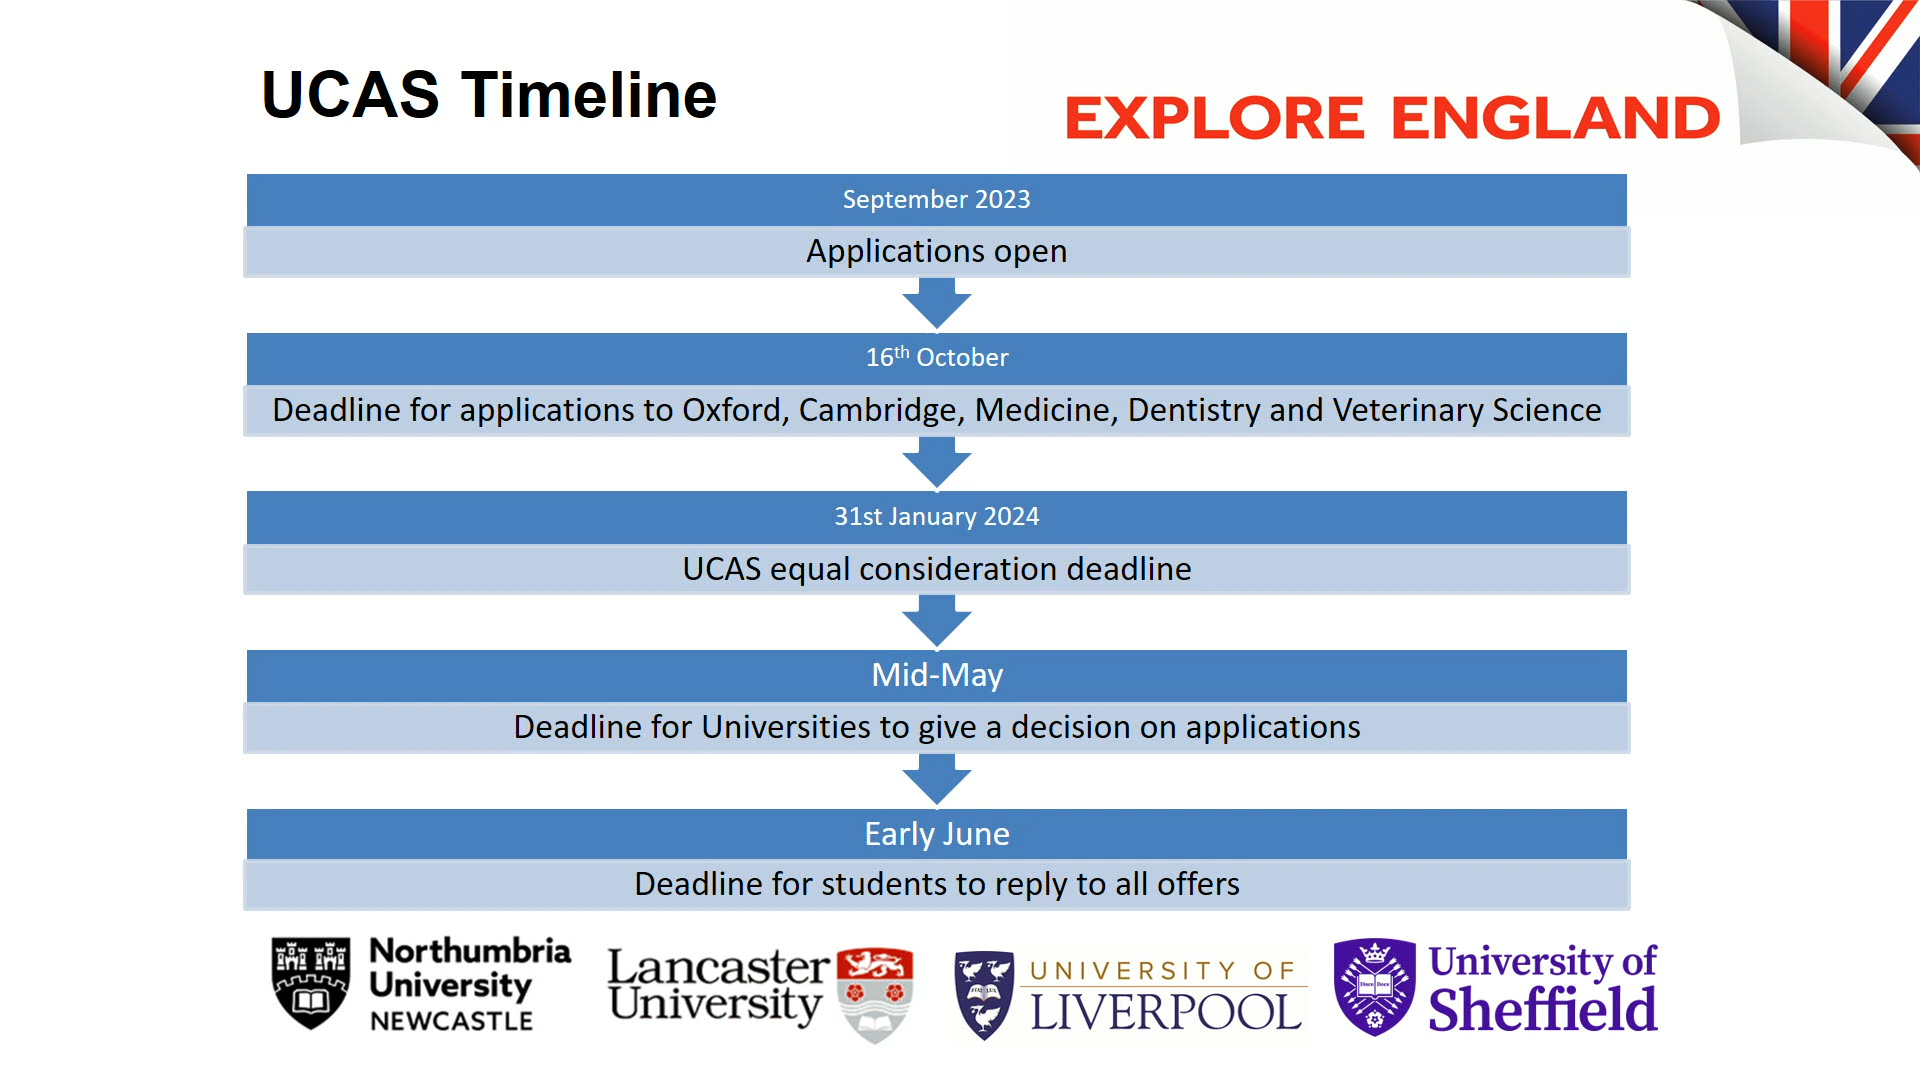 UCAS Timeline
EXPLORE ENGLAND
September 2023
Applications open
16th October
Deadline for applications to Oxford, Cambridge, Medicine, Dentistry and Veterinary Science
31st January 2024
UCAS equal consideration deadline
Mid-May
Deadline for Universities to give a decision on applications
Early June
Deadline for students to reply to all offers
Northumbria
University
NEWCASTLE
Lancaster
University
UNIVERSITY OF
LIVERPOOL
University of
Sheffield
Disce Doce